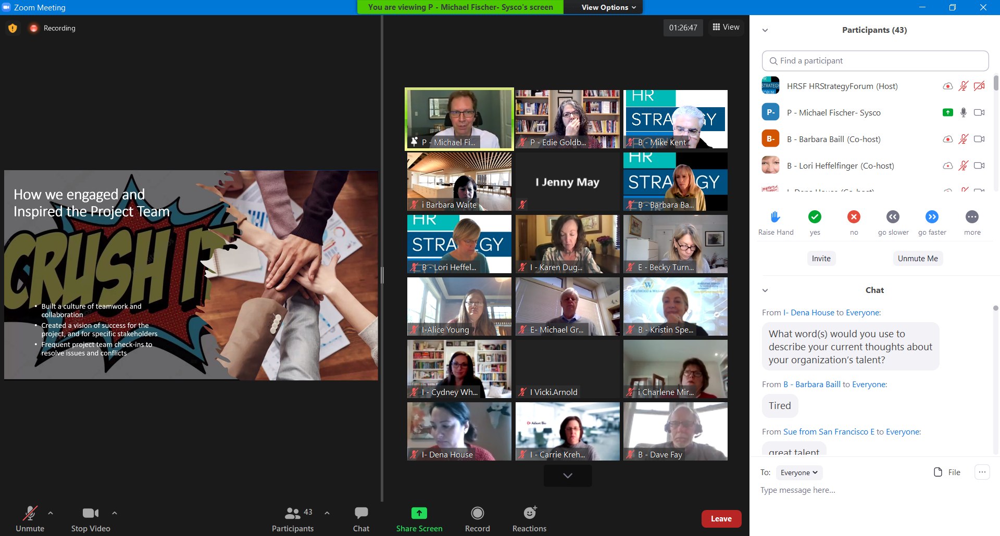 Zoom Meeting
You are viewing P - Michael Fischer- Sysco's screen
View Options
Recording
01:26:47
View
How we engaged and
Inspired the Project Team
CRUSH IT
• Built a culture of teamwork and
collaboration
• Created a vision of success for the
project, and for specific stakeholders
• Frequent project team check-ins to
resolve issues and conflicts
P - Michael Fi...
P - Edie Goldb...
HR
STRA GY
B - Mike Kent
i Barbara Waite
I Jenny May
HR
STRA GY
B - Barbara Ba...
HR
STRATEGY
B - Lori Heffel...
I - Karen Dug...
E - Becky Turn...
I-Alice Young
E- Michael Gr...
B - Kristin Spe...
I - Cydney Wh...
I Vicki.Arnold
i Charlene Mir...
I- Dena House
I - Carrie Kreh...
B - Dave Fay
Unmute
Stop Video
43
Participants
Chat
Share Screen
Record
Reactions
Leave
Participants (43)
Find a participant
HR
STRATEGY
FORUM
HRSF HRStrategyForum (Host)
P-
P - Michael Fischer- Sysco
B-
B - Barbara Baill (Co-host)
B - Lori Heffelfinger (Co-host)
I- Dena House (Co-host)
Raise Hand
yes
no
go slower
go faster
more
Invite
Unmute Me
Chat
From I- Dena House to Everyone:
What word(s) would you use to
describe your current thoughts about
your organization's talent?
From B - Barbara Baill to Everyone:
Tired
From Sue from San Francisco E to Everyone:
great talent
To: Everyone
File
Type message here...